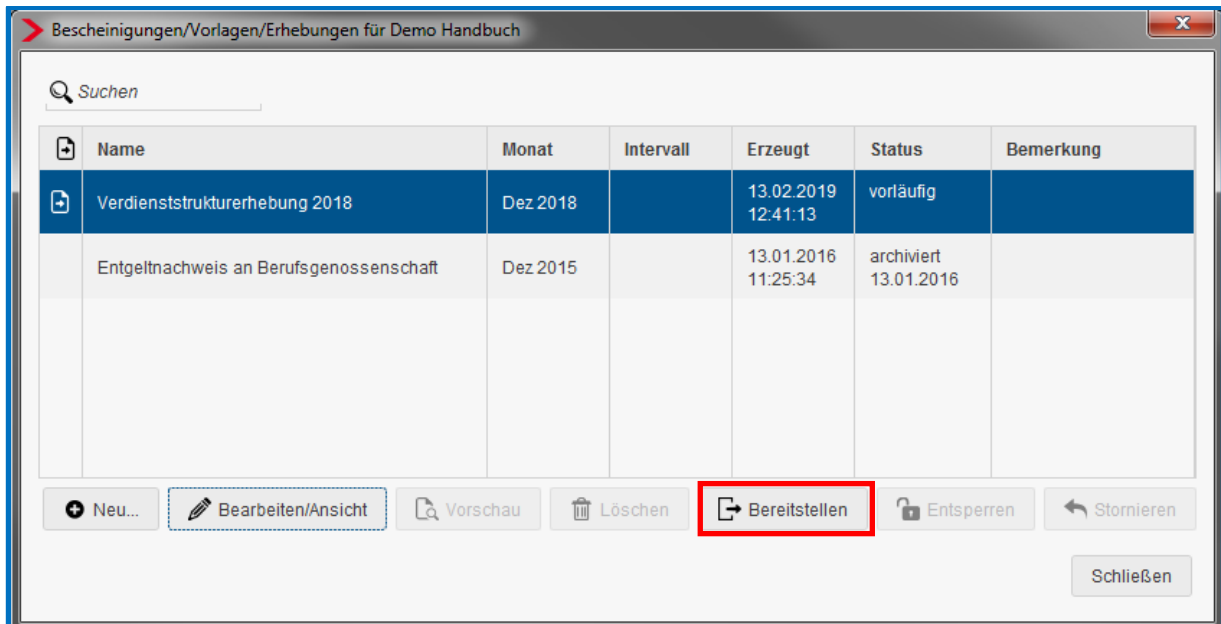 Bescheinigungen/Vorlagen/Erhebungen für Demo Handbuch
Suchen
Name Monat Intervall Erzeugt Status Bemerkung
Verdienststrukturerhebung 2018 Dez 2018 13.02.2019 12:41:13 vorläufig
Entgeltnachweis an Berufsgenossenschaft Dez 2015 13.01.2016 11:25:34 archiviert 13.01.2016
Neu... Bearbeiten/Ansicht Vorschau Löschen Bereitstellen Entsperren Stornieren
Schließen